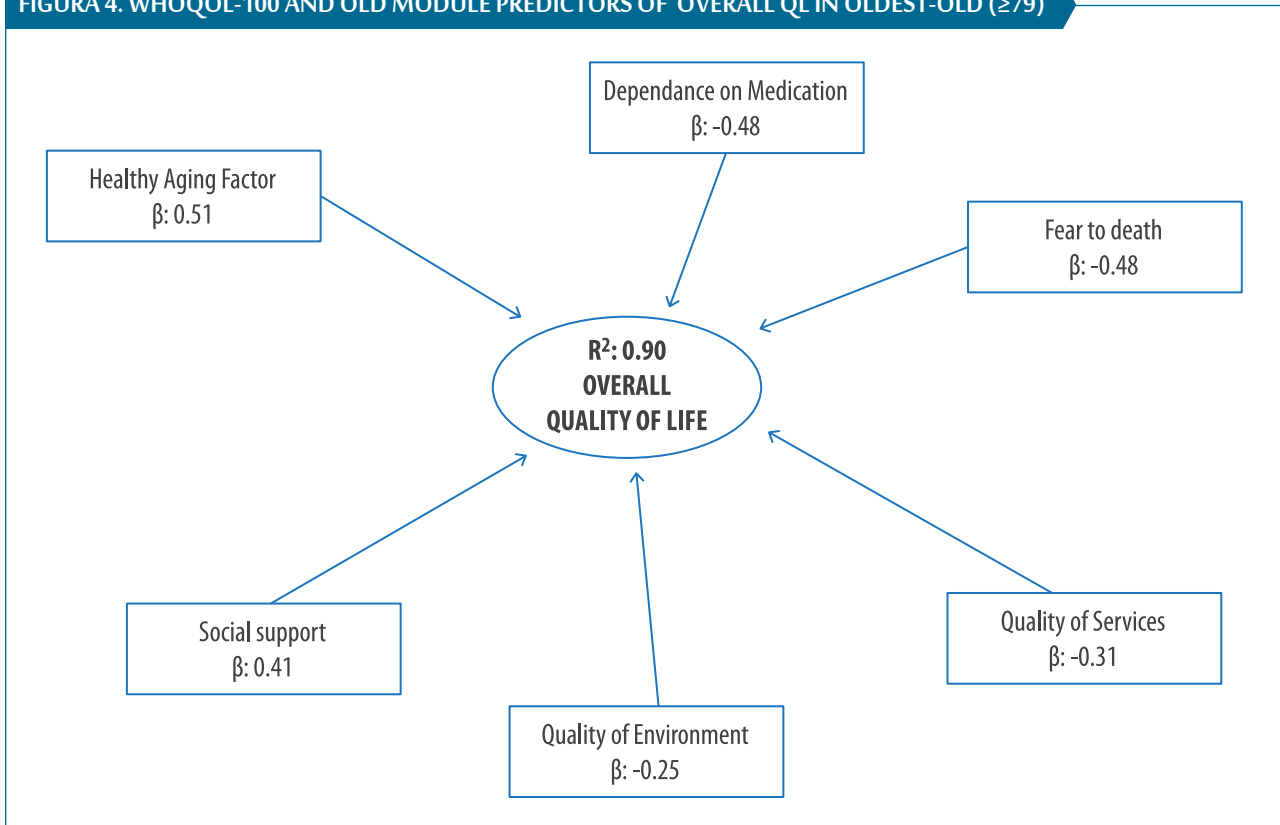 FIGURA 4. WHOQOL-100 AND OLD MODULE PREDICTORS OF OVERALL QL IN OLDEST-OLD (≥79)
Dependance on Medication
β: -0.48
Healthy Aging Factor
β: 0.51
Fear to death
β: -0.48
R²: 0.90
OVERALL
QUALITY OF LIFE
Social support
β: 0.41
Quality of Services
β: -0.31
Quality of Environment
β: -0.25